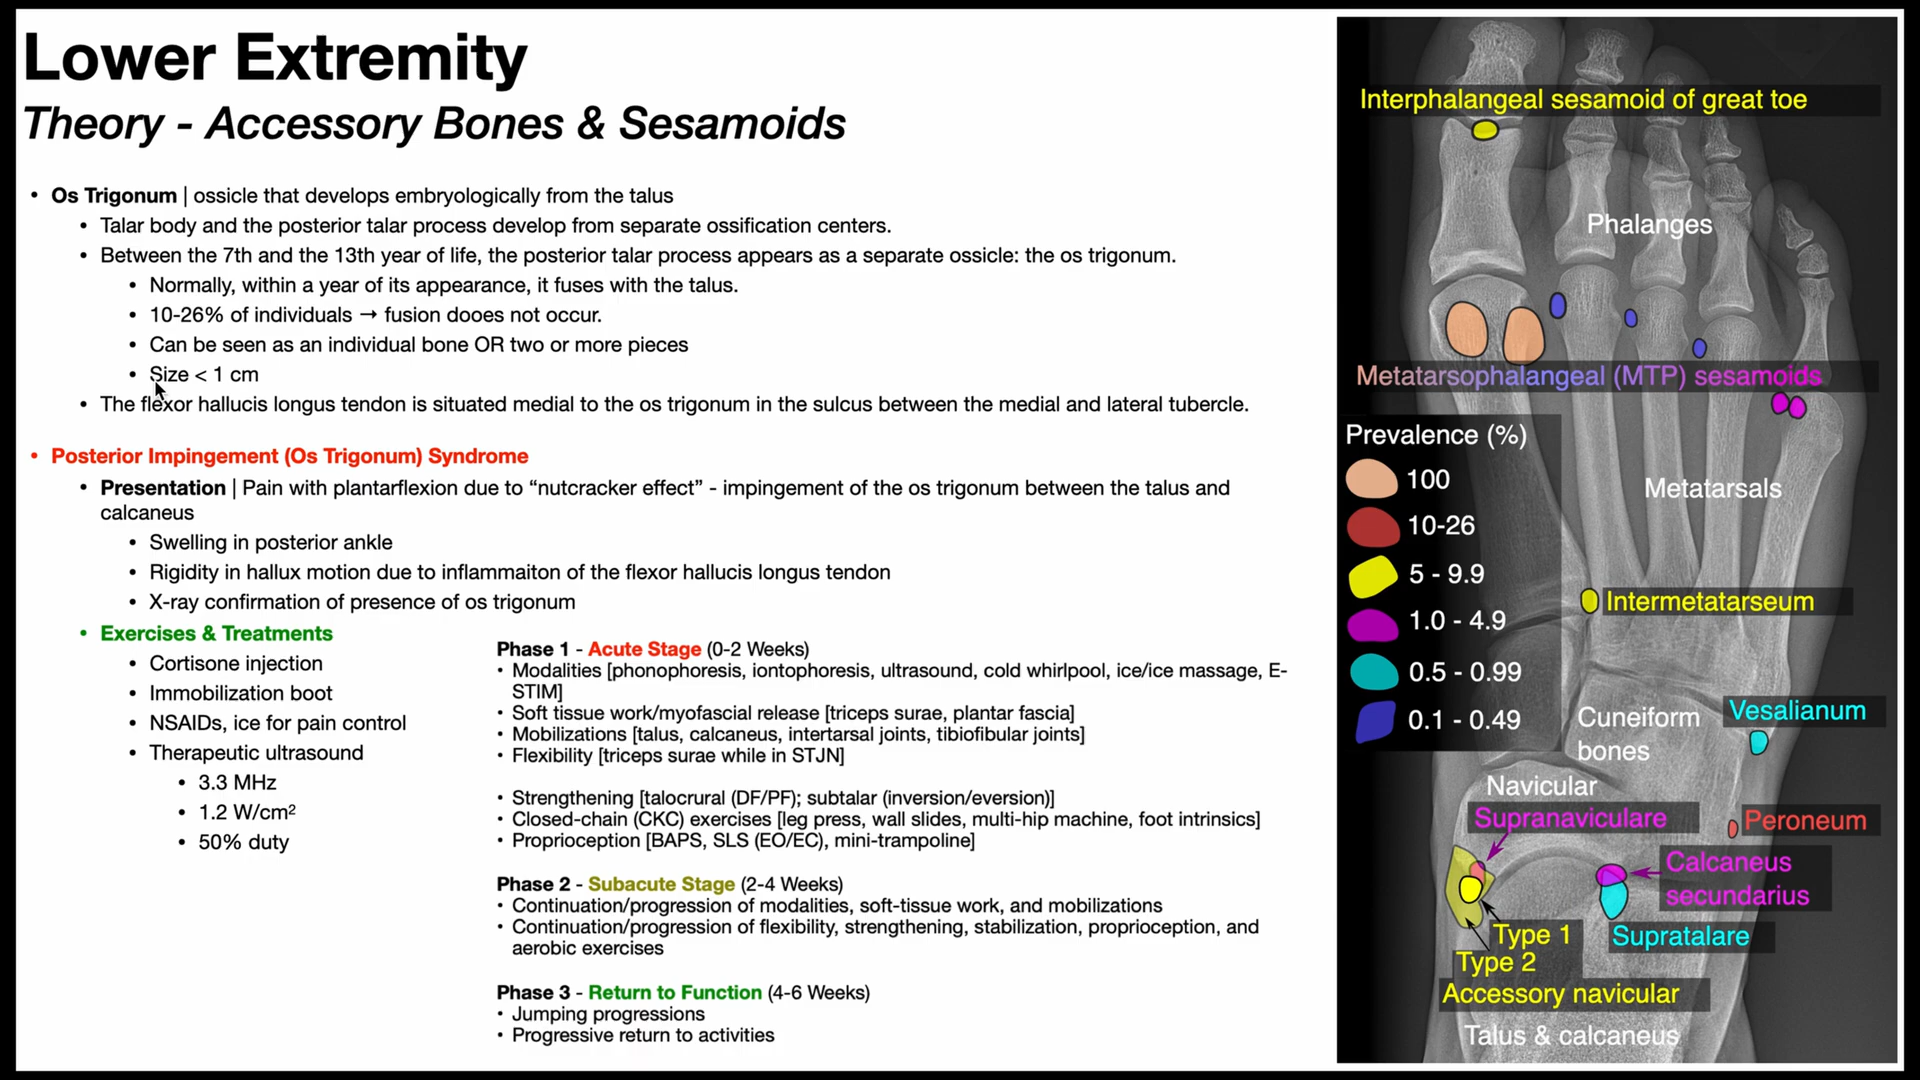 Lower Extremity
Theory - Accessory Bones & Sesamoids
• Os Trigonum | ossicle that develops embryologically from the talus
• Talar body and the posterior talar process develop from separate ossification centers.
• Between the 7th and the 13th year of life, the posterior talar process appears as a separate ossicle: the os trigonum.
• Normally, within a year of its appearance, it fuses with the talus.
• 10-26% of individuals → fusion dooes not occur.
• Can be seen as an individual bone OR two or more pieces
• Size < 1 cm
• The flexor hallucis longus tendon is situated medial to the os trigonum in the sulcus between the medial and lateral tubercle.
• Posterior Impingement (Os Trigonum) Syndrome
• Presentation | Pain with plantarflexion due to “nutcracker effect” - impingement of the os trigonum between the talus and
calcaneus
• Swelling in posterior ankle
• Rigidity in hallux motion due to inflammaiton of the flexor hallucis longus tendon
• X-ray confirmation of presence of os trigonum
• Exercises & Treatments
• Cortisone injection
• Immobilization boot
• NSAIDs, ice for pain control
• Therapeutic ultrasound
• 3.3 MHz
• 1.2 W/cm²
• 50% duty
Phase 1 - Acute Stage (0-2 Weeks)
• Modalities [phonophoresis, iontophoresis, ultrasound, cold whirlpool, ice/ice massage, E-
STIM]
• Soft tissue work/myofascial release [triceps surae, plantar fascia]
• Mobilizations [talus, calcaneus, intertarsal joints, tibiofibular joints]
• Flexibility [triceps surae while in STJN]
• Strengthening [talocrural (DF/PF); subtalar (inversion/eversion)]
• Closed-chain (CKC) exercises [leg press, wall slides, multi-hip machine, foot intrinsics]
• Proprioception [BAPS, SLS (EO/EC), mini-trampoline]
Phase 2 - Subacute Stage (2-4 Weeks)
• Continuation/progression of modalities, soft-tissue work, and mobilizations
• Continuation/progression of flexibility, strengthening, stabilization, proprioception, and
aerobic exercises
Phase 3 - Return to Function (4-6 Weeks)
• Jumping progressions
• Progressive return to activities
Interphalangeal sesamoid of great toe
Phalanges
Metatarsophalangeal (MTP) sesamoids
Prevalence (%)
100
10-26
5 - 9.9
1.0 - 4.9
0.5 - 0.99
0.1 - 0.49
Metatarsals
Intermetatarseum
Vesalianum
Cuneiform
bones
Navicular
Supranaviculare
Peroneum
Calcaneus
secundarius
Type 1
Supratalare
Type 2
Accessory navicular
Talus & calcaneus